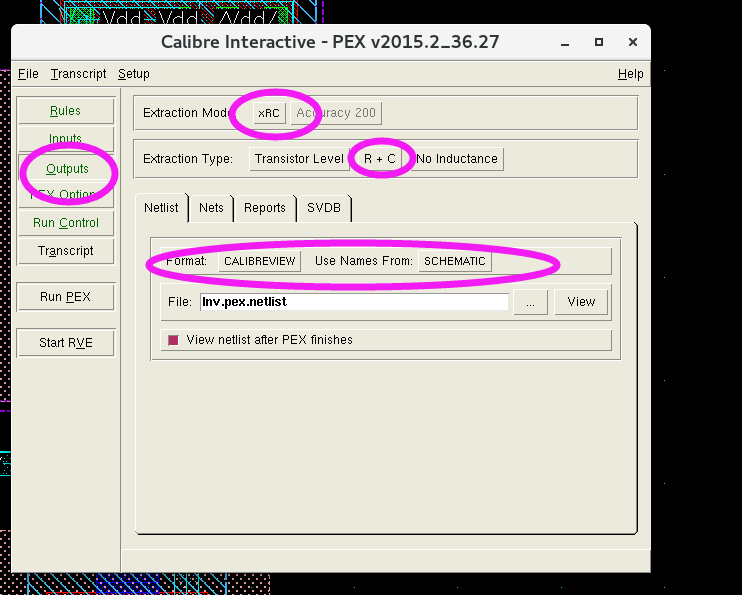 Vdd Vdd /Vdd/
Calibre Interactive - PEX v2015.2_36.27
File Transcript Setup Help
Rules
Inputs
Outputs
PEX Options
Run Control
Transcript
Run PEX
Start RVE
Extraction Mode: xRC Accuracy 200
Extraction Type: Transistor Level R + C No Inductance
Netlist Nets Reports SVDB
Format: CALIBREVIEW Use Names From: SCHEMATIC
File: Inv.pex.netlist ... View
View netlist after PEX finishes